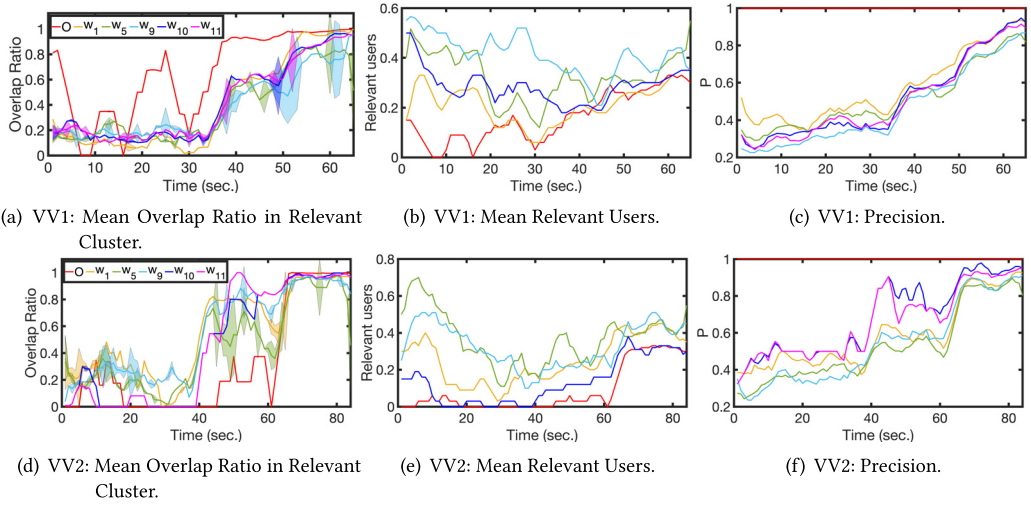 1
0.8
0.6
0.4
0.2
0
Overlap Ratio
O w1 w5 w9 w10 w11
0 10 20 30 40 50 60
Time (sec.)
(a) VV1: Mean Overlap Ratio in Relevant
Cluster.
0.6
0.4
0.2
0
Relevant users
0 10 20 30 40 50 60
Time (sec.)
(b) VV1: Mean Relevant Users.
1
0.8
0.6
0.4
0.2
P
0 10 20 30 40 50 60
Time (sec.)
(c) VV1: Precision.
1
0.8
0.6
0.4
0.2
0
Overlap Ratio
O w1 w5 w9 w10 w11
0 20 40 60 80
Time (sec.)
(d) VV2: Mean Overlap Ratio in Relevant
Cluster.
0.8
0.6
0.4
0.2
0
Relevant users
0 20 40 60 80
Time (sec.)
(e) VV2: Mean Relevant Users.
1
0.8
0.6
0.4
0.2
P
0 20 40 60 80
Time (sec.)
(f) VV2: Precision.